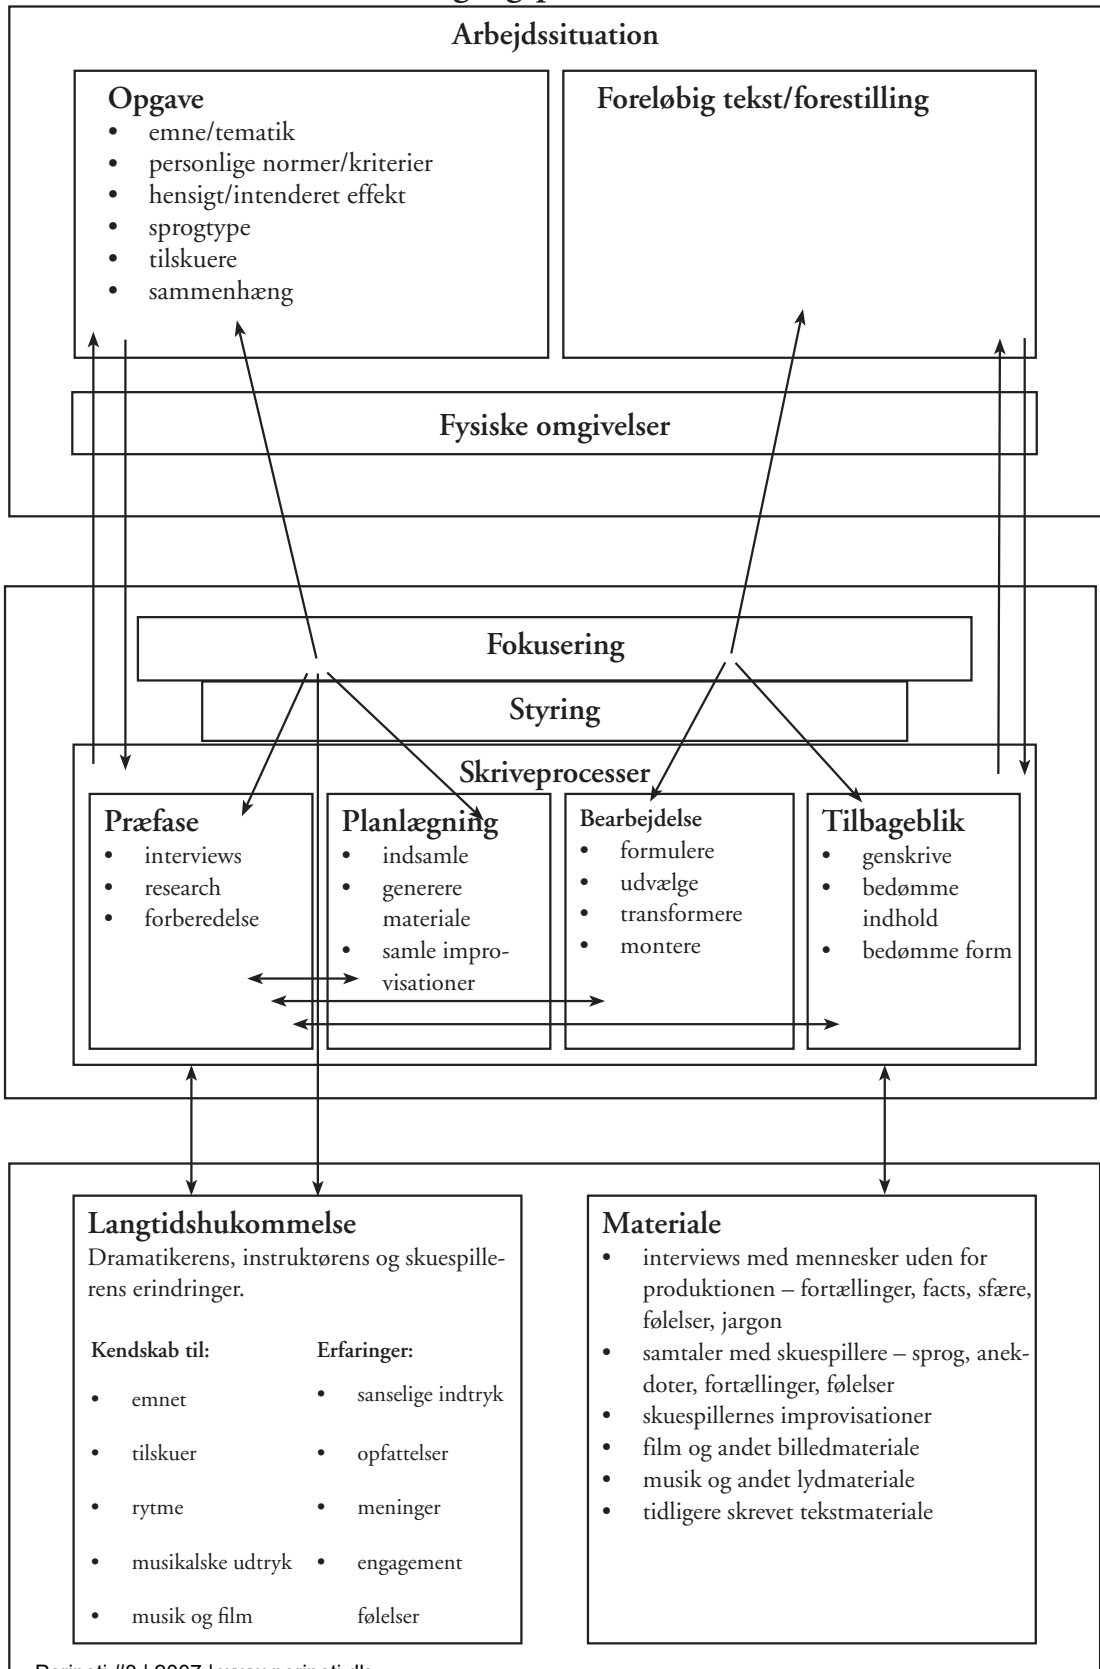 Arbejdssituation
Opgave
• emne/tematik
• personlige normer/kriterier
• hensigt/intenderet effekt
• sprogtype
• tilskuere
• sammenhæng
Foreløbig tekst/forestilling
Fysiske omgivelser
Fokusering
Styring
Skriveprocesser
Præfase
• interviews
• research
• forberedelse
Planlægning
• indsamle
• generere
materiale
• samle impro-
visationer
Bearbejdelse
• formulere
• udvælge
• transformere
• montere
Tilbageblik
• genskrive
• bedømme
indhold
• bedømme form
Langtidshukommelse
Dramatikerens, instruktørens og skuespille-
rens erindringer.
Kendskab til:
• emnet
• tilskuer
• rytme
• musikalske udtryk
• musik og film
Erfaringer:
• sanselige indtryk
• opfattelser
• meninger
• engagement
følelser
Materiale
• interviews med mennesker uden for
produktionen – fortællinger, facts, sfære,
følelser, jargon
• samtaler med skuespillere – sprog, anek-
doter, fortællinger, følelser
• skuespillernes improvisationer
• film og andet billedmateriale
• musik og andet lydmateriale
• tidligere skrevet tekstmateriale